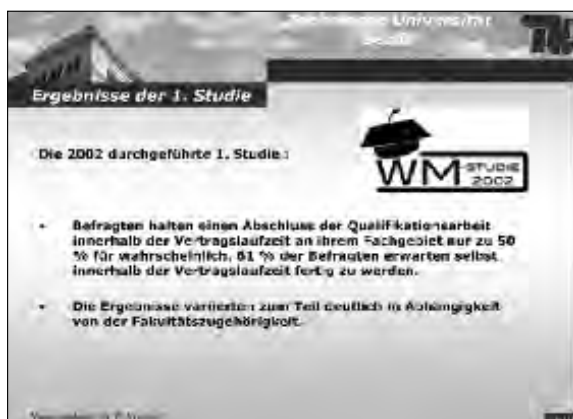 Technische Universität
Ergebnisse der 1. Studie
Die 2002 durchgeführte 1. Studie :
WM-STUDIE
2002
• Befragten halten einen Abschluss der Qualifikationsarbeit
innerhalb der Vertragslaufzeit an ihrem Fachgebiet nur zu 50
% für wahrscheinlich. 61 % der Befragten erwarten selbst
innerhalb der Vertragslaufzeit fertig zu werden.
• Die Ergebnisse variierten zum Teil deutlich in Abhängigkeit
von der Fakultätszugehörigkeit.